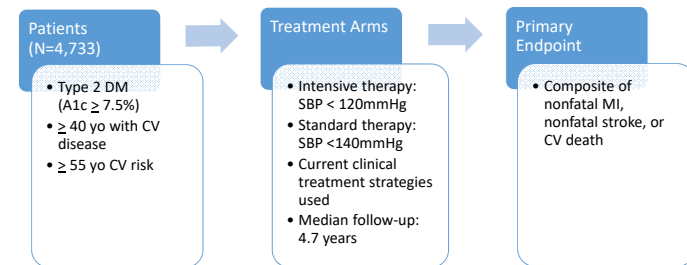 Patients
(N=4,733)
• Type 2 DM
(A1c ≥ 7.5%)
• ≥ 40 yo with CV
disease
• ≥ 55 yo CV risk
Treatment Arms
• Intensive therapy:
SBP < 120mmHg
• Standard therapy:
SBP <140mmHg
• Current clinical
treatment strategies
used
• Median follow-up:
4.7 years
Primary
Endpoint
• Composite of
nonfatal MI,
nonfatal stroke, or
CV death